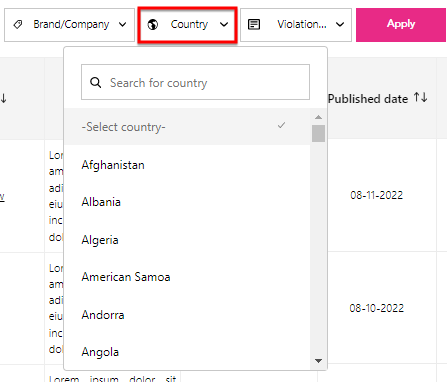 Brand/Company
Country
Violation...
Apply
Search for country
Published date
-Select country-
Afghanistan
Albania
Algeria
American Samoa
Andorra
Angola
Lor
am
adi
eiu
inc
dol
08-11-2022
Lor
am
adi
eiu
inc
dol
08-10-2022
Lorem ipsum dolor sit